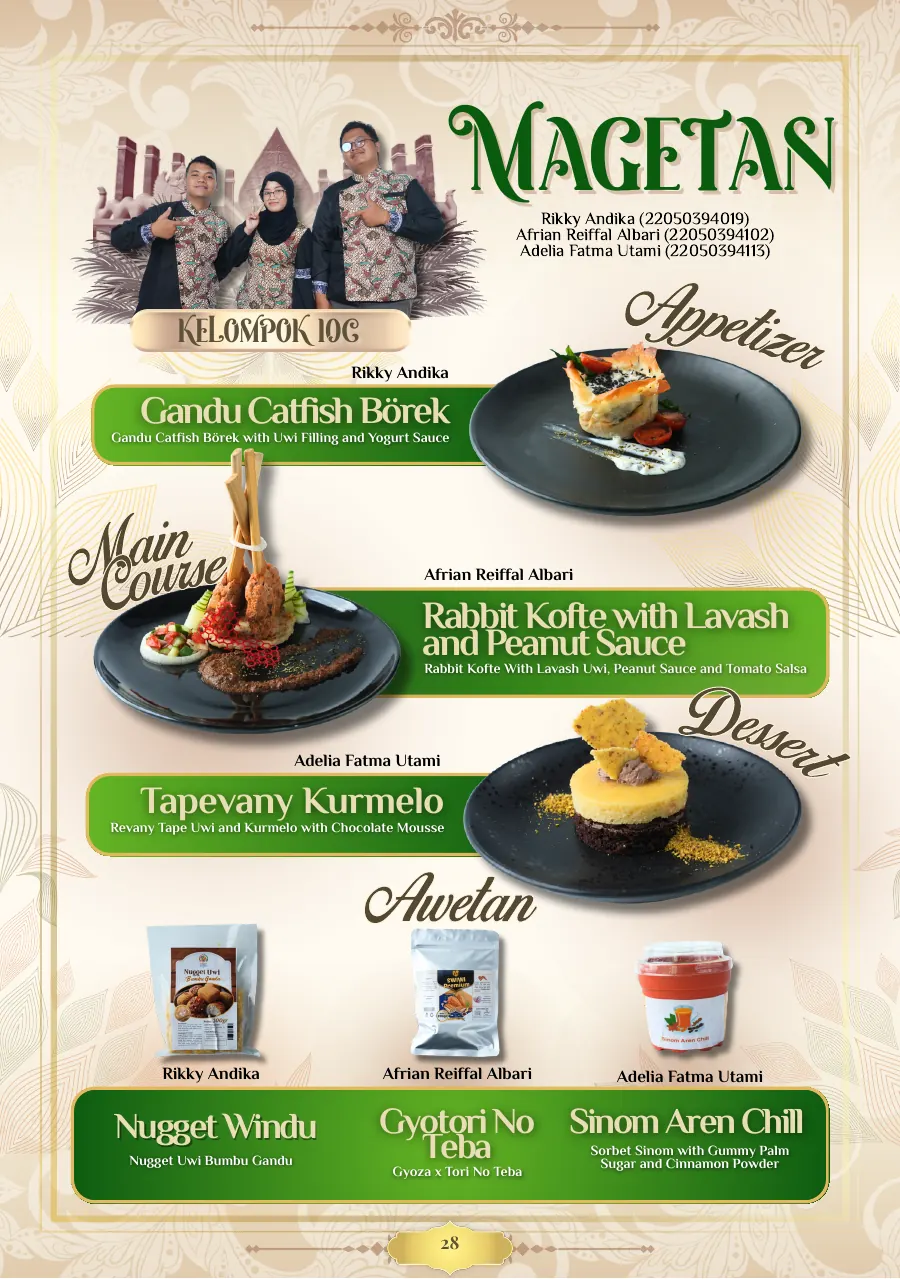 MAGETAN
Rikky Andika (22050394019)
Afrian Reiffal Albari (22050394102)
Adelia Fatma Utami (22050394113)
KELOMPOK 10G
Appetizer
Rikky Andika
Gandu Catfish Börek
Gandu Catfish Börek with Uwi Filling and Yogurt Sauce
Main
Course
Afrian Reiffal Albari
Rabbit Kofte with Lavash
and Peanut Sauce
Rabbit Kofte With Lavash Uwi, Peanut Sauce and Tomato Salsa
Dessert
Adelia Fatma Utami
Tapevany Kurmelo
Revany Tape Uwi and Kurmelo with Chocolate Mousse
Awetan
Nugget Uwi
Bumbu Gandu
Premium
Sinom Aren Chill
Rikky Andika
Afrian Reiffal Albari
Adelia Fatma Utami
Nugget Windu
Nugget Uwi Bumbu Gandu
Gyotori No
Teba
Gyoza x Tori No Teba
Sinom Aren Chill
Sorbet Sinom with Gummy Palm
Sugar and Cinnamon Powder
28